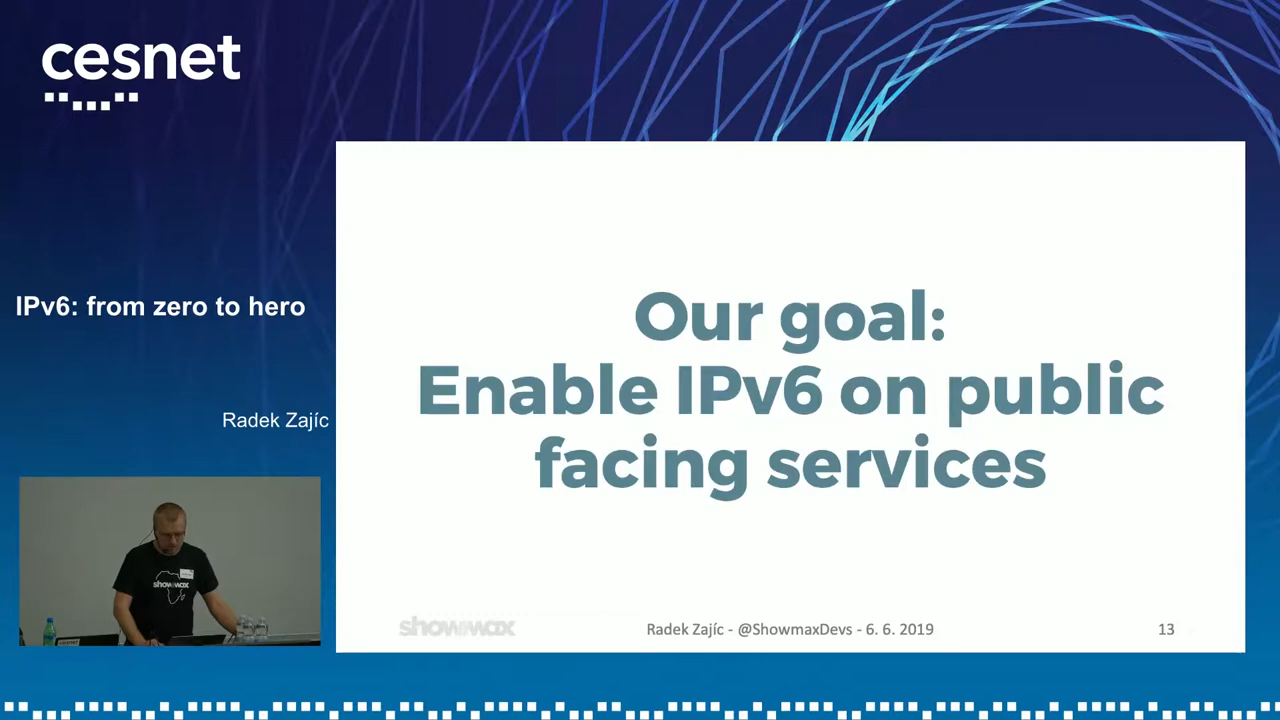 cesnet
IPv6: from zero to hero
Radek Zajíc
Our goal:
Enable IPv6 on public
facing services
showmax
Radek Zajíc - @ShowmaxDevs - 6. 6. 2019
13
showmax